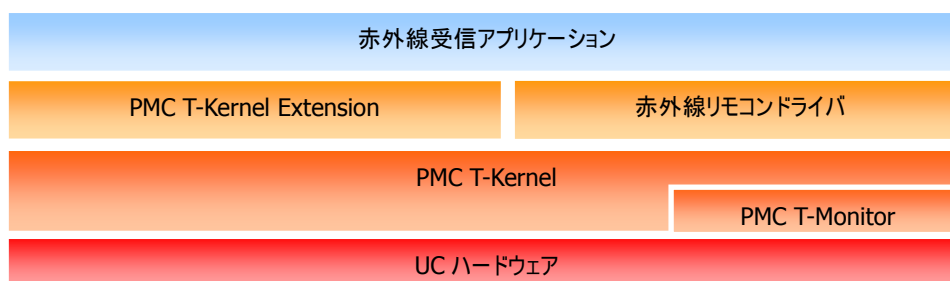 赤外線受信アプリケーション
PMC T-Kernel Extension
赤外線リモコンドライバ
PMC T-Kernel
PMC T-Monitor
UC ハードウェア